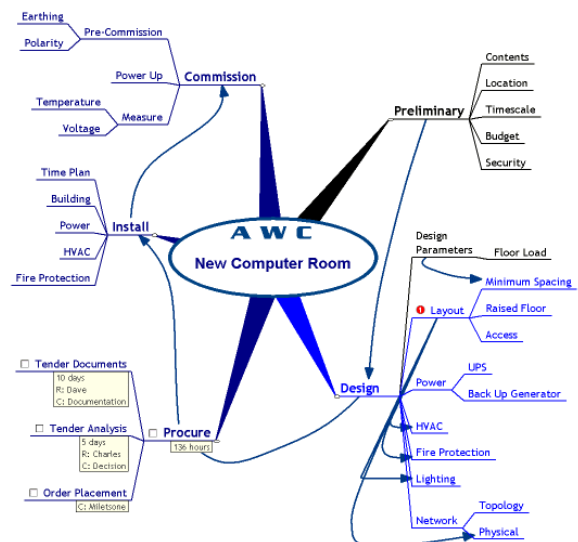 A W C
New Computer Room
Preliminary
Contents
Location
Timescale
Budget
Security
Design
Design
Parameters
Floor Load
1 Layout
Minimum Spacing
Raised Floor
Access
Power
UPS
Back Up Generator
HVAC
Fire Protection
Lighting
Network
Topology
Physical
Procure
136 hours
Tender Documents
10 days
R: Dave
C: Documentation
Tender Analysis
5 days
R: Charles
C: Decision
Order Placement
C: Miletsone
Install
Time Plan
Building
Power
HVAC
Fire Protection
Commission
Pre-Commission
Earthing
Polarity
Power Up
Measure
Temperature
Voltage